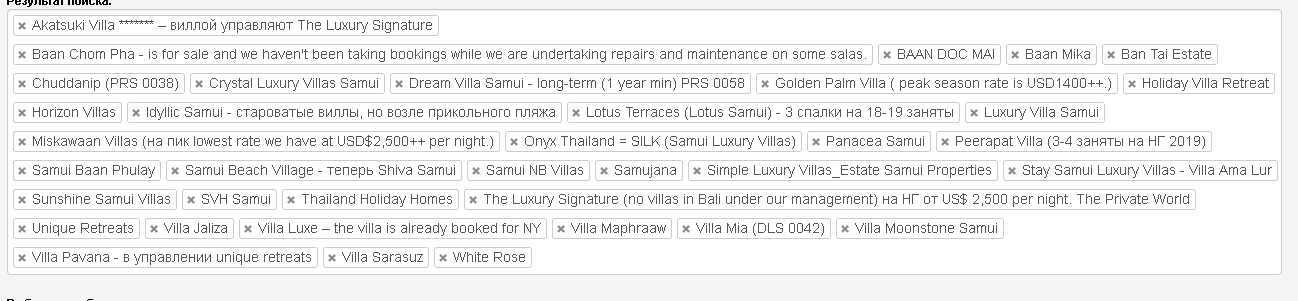 Результат поиска:
× Akatsuki Villa ******* – виллой управляют The Luxury Signature
× Baan Chom Pha - is for sale and we haven't been taking bookings while we are undertaking repairs and maintenance on some salas. × BAAN DOC MAI × Baan Mika × Ban Tai Estate
× Chuddanip (PRS 0038) × Crystal Luxury Villas Samui × Dream Villa Samui - long-term (1 year min) PRS 0058 × Golden Palm Villa ( peak season rate is USD1400++.) × Holiday Villa Retreat
× Horizon Villas × Idyllic Samui - староватые виллы, но возле прикольного пляжа × Lotus Terraces (Lotus Samui) - 3 спалки на 18-19 заняты × Luxury Villa Samui
× Miskawaan Villas (на пик lowest rate we have at USD$2,500++ per night.) × Onyx Thailand = SILK (Samui Luxury Villas) × Panacea Samui × Peerapat Villa (3-4 заняты на НГ 2019)
× Samui Baan Phulay × Samui Beach Village - теперь Shiva Samui × Samui NB Villas × Samujana × Simple Luxury Villas_Estate Samui Properties × Stay Samui Luxury Villas - Villa Ama Lur
× Sunshine Samui Villas × SVH Samui × Thailand Holiday Homes × The Luxury Signature (no villas in Bali under our management) на НГ от US$ 2,500 per night. The Private World
× Unique Retreats × Villa Jaliza × Villa Luxe – the villa is already booked for NY × Villa Maphraaw × Villa Mia (DLS 0042) × Villa Moonstone Samui
× Villa Pavana - в управлении unique retreats × Villa Sarasuz × White Rose